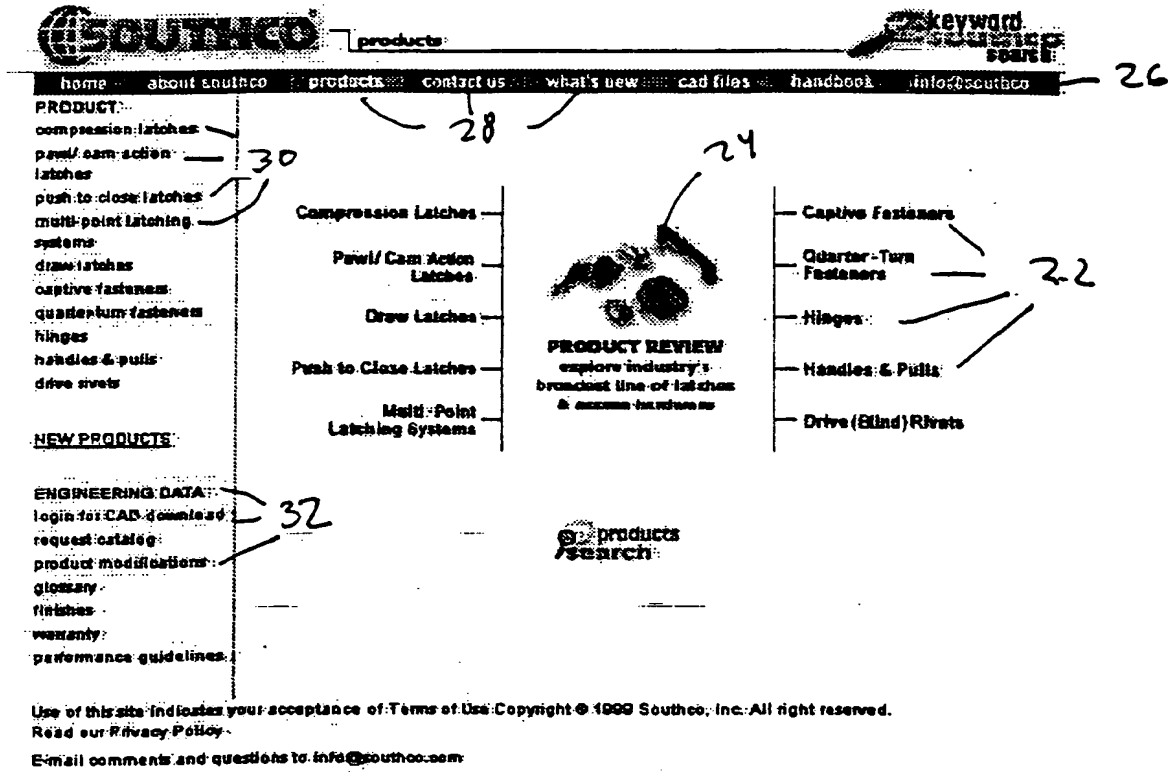 SOUTHCO®
products
keyword
southco
search
home about southco products contact us what's new cad files handbook info@southco
26
28
PRODUCT
compression latches
pawl/ cam action
latches
push to close latches
multi-point latching
systems
draw latches
captive fasteners
quarter-turn fasteners
hinges
handles & pulls
drive rivets
30
NEW PRODUCTS
ENGINEERING DATA
login for CAD download
request catalog
product modifications
glossary
finishes
warranty
performance guidelines
32
Compression Latches
Pawl/ Cam Action
Latches
Draw Latches
Push to Close Latches
Multi-Point
Latching Systems
24
PRODUCT REVIEW
explore industry's
broadest line of latches
& access hardware
Captive Fasteners
Quarter-Turn
Fasteners
Hinges
Handles & Pulls
Drive (Blind) Rivets
22
products
search
Use of this site indicates your acceptance of Terms of Use Copyright © 1999 Southco, Inc. All right reserved.
Read our Privacy Policy
E-mail comments and questions to info@southco.com